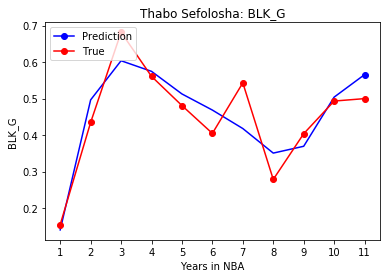 Thabo Sefolosha: BLK_G
Prediction
True
0.7
0.6
0.5
0.4
0.3
0.2
BLK_G
1 2 3 4 5 6 7 8 9 10 11
Years in NBA